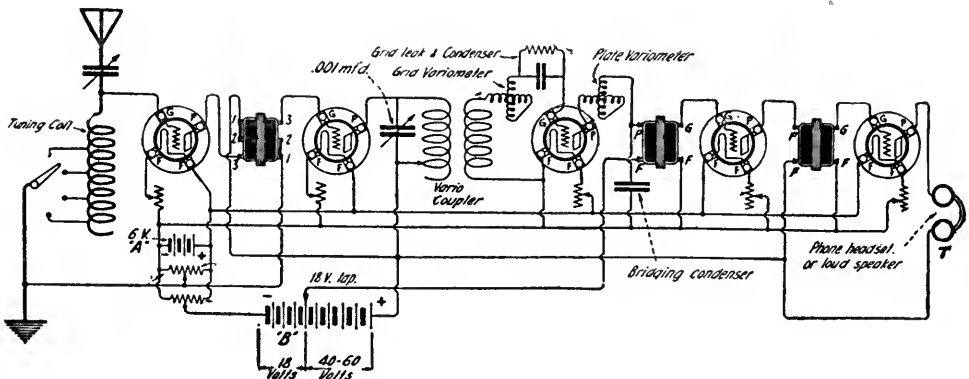 Tuning Coil
G
P
F
F
1
2
3
3
2
1
G
P
F
F
.001 mfd.
Grid leak & Condenser
Grid Variometer
Plate Variometer
Vario
Coupler
G
P
F
F
P
F
G
F
G
P
F
F
P
F
G
F
G
P
F
F
6 V.
"A"
-
+
18 V. tap.
-
+
"B"
18
Volts
40-60
Volts
Bridging condenser
Phone headset.
or loud speaker
T